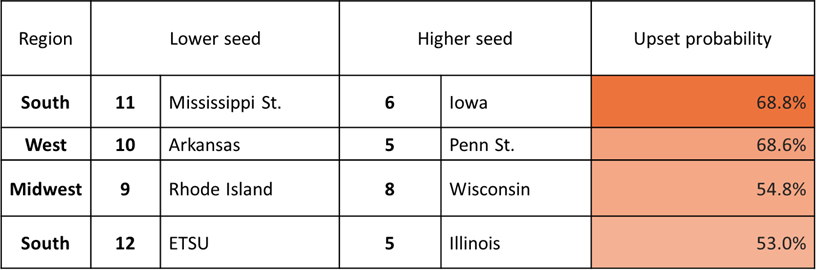 Region Lower seed Higher seed Upset probability
South 11 Mississippi St. 6 Iowa 68.8%
West 10 Arkansas 5 Penn St. 68.6%
Midwest 9 Rhode Island 8 Wisconsin 54.8%
South 12 ETSU 5 Illinois 53.0%